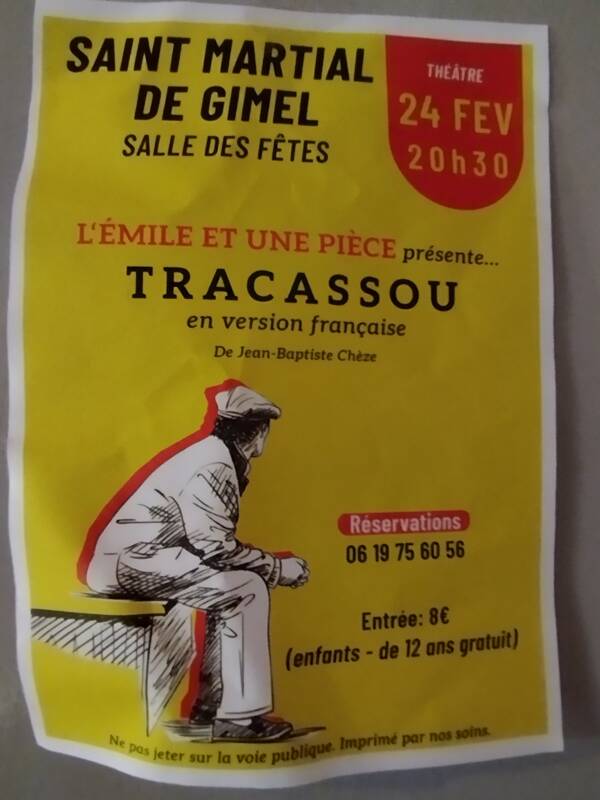 SAINT MARTIAL
DE GIMEL
SALLE DES FÊTES
THÉÂTRE
24 FEV
20h30
L'ÉMILE ET UNE PIÈCE présente...
TRACASSOU
en version française
De Jean-Baptiste Chèze
Réservations
06 19 75 60 56
Entrée: 8€
(enfants - de 12 ans gratuit)
Ne pas jeter sur la voie publique. Imprimé par nos soins.